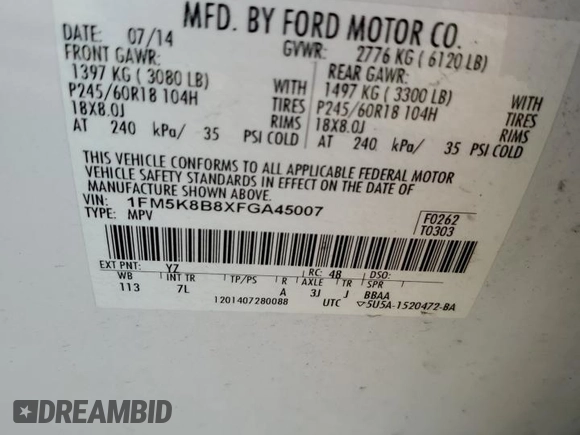 MFD. BY FORD MOTOR CO.
DATE: 07/14 GVWR: 2776 KG ( 6120 LB)
FRONT GAWR: REAR GAWR:
1397 KG ( 3080 LB) WITH 1497 KG ( 3300 LB) WITH
P245/60R18 104H TIRES P245/60R18 104H TIRES
18X8.0J RIMS 18X8.0J RIMS
AT 240 kPa/ 35 PSI COLD AT 240 kPa/ 35 PSI COLD
THIS VEHICLE CONFORMS TO ALL APPLICABLE FEDERAL MOTOR
VEHICLE SAFETY STANDARDS IN EFFECT ON THE DATE OF
MANUFACTURE SHOWN ABOVE.
VIN: 1FM5K8B8XFGA45007 F0262
TYPE: MPV T0303
EXT PNT: YZ RC: 48 DSO:
WB INT TR TP/PS R AXLE TR SPR
113 7L A 3J J BBAA
1201407280088 UTC ▽5U5A-1520472-BA
DREAMBID